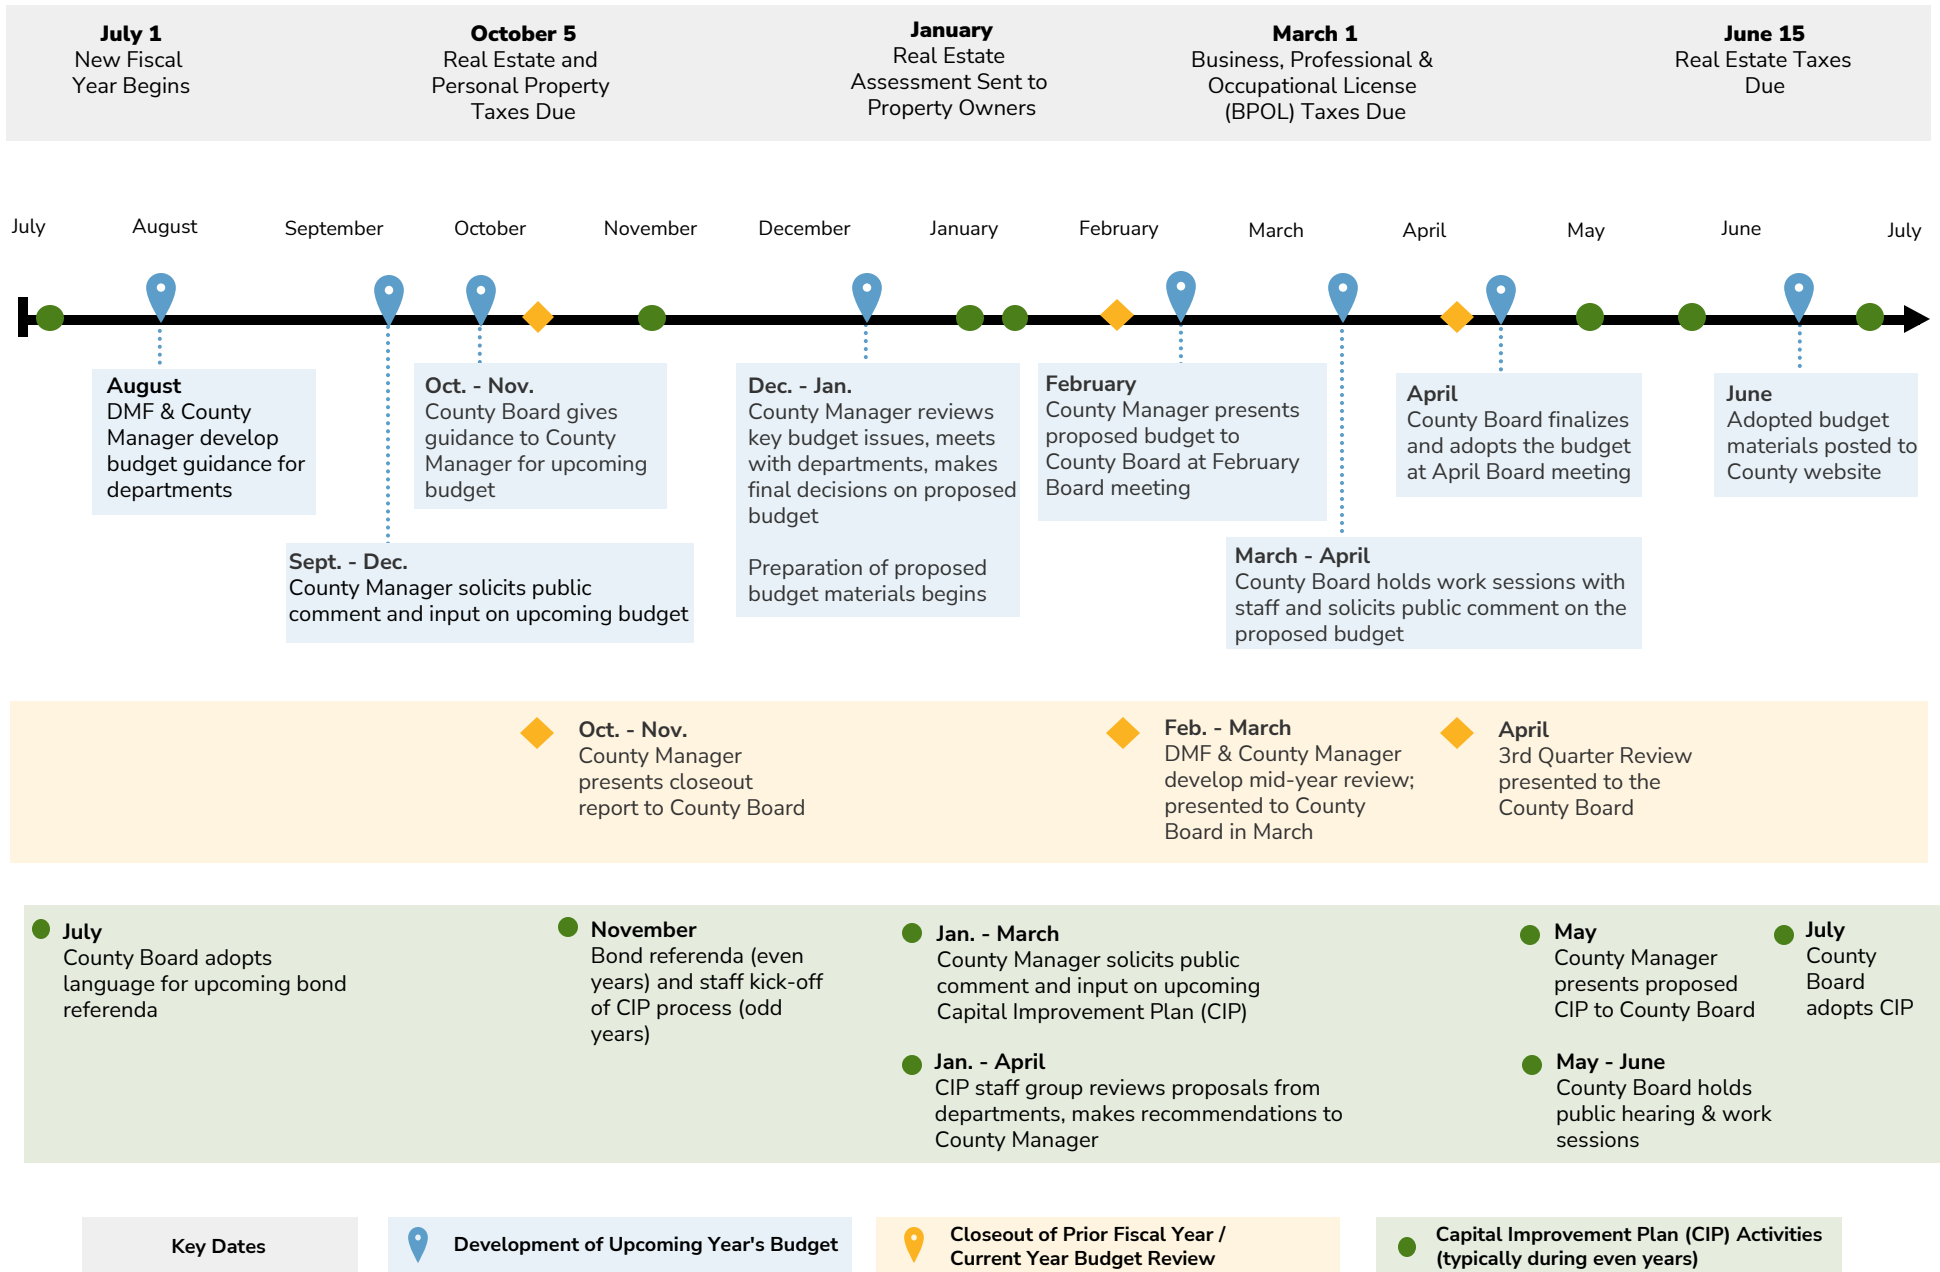 July 1
New Fiscal
Year Begins
October 5
Real Estate and
Personal Property
Taxes Due
January
Real Estate
Assessment Sent to
Property Owners
March 1
Business, Professional &
Occupational License
(BPOL) Taxes Due
June 15
Real Estate Taxes
Due
July
August
September
October
November
December
January
February
March
April
May
June
July
August
DMF & County
Manager develop
budget guidance for
departments
Sept. - Dec.
County Manager solicits public
comment and input on upcoming budget
Oct. - Nov.
County Board gives
guidance to County
Manager for upcoming
budget
Dec. - Jan.
County Manager reviews
key budget issues, meets
with departments, makes
final decisions on proposed
budget
Preparation of proposed
budget materials begins
February
County Manager presents
proposed budget to
County Board at February
Board meeting
March - April
County Board holds work sessions with
staff and solicits public comment on the
proposed budget
April
County Board finalizes
and adopts the budget
at April Board meeting
June
Adopted budget
materials posted to
County website
Oct. - Nov.
County Manager
presents closeout
report to County Board
Feb. - March
DMF & County Manager
develop mid-year review;
presented to County
Board in March
April
3rd Quarter Review
presented to the
County Board
July
County Board adopts
language for upcoming bond
referenda
November
Bond referenda (even
years) and staff kick-off
of CIP process (odd
years)
Jan. - March
County Manager solicits public
comment and input on upcoming
Capital Improvement Plan (CIP)
Jan. - April
CIP staff group reviews proposals from
departments, makes recommendations to
County Manager
May
County Manager
presents proposed
CIP to County Board
May - June
County Board holds
public hearing & work
sessions
July
County
Board
adopts CIP
Key Dates
Development of Upcoming Year's Budget
Closeout of Prior Fiscal Year /
Current Year Budget Review
Capital Improvement Plan (CIP) Activities
(typically during even years)